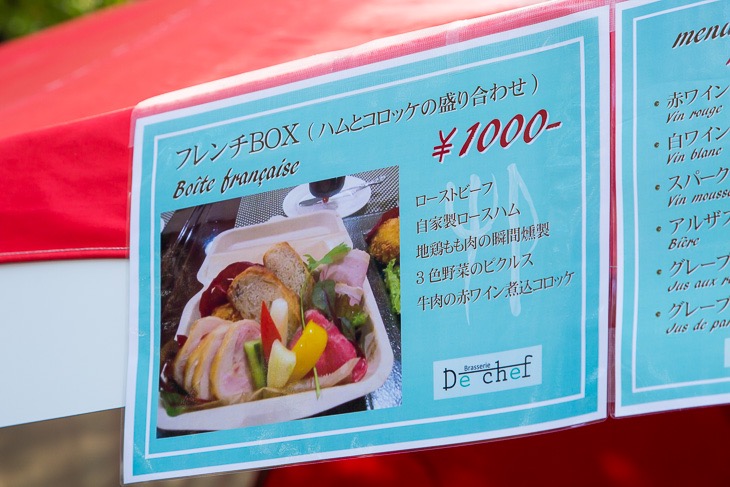 フレンチBOX（ハムとコロッケの盛り合わせ）
Boîte française
￥1000-
ローストビーフ
自家製ロースハム
地鶏もも肉の瞬間燻製
3色野菜のピクルス
牛肉の赤ワイン煮込コロッケ
Brasserie
De chef
menu
赤ワイン
Vin rouge
白ワイン
Vin blanc
スパーク
Vin mousse
アルザス
Bière
グレープ
Jus aux
グレープ
Jus de